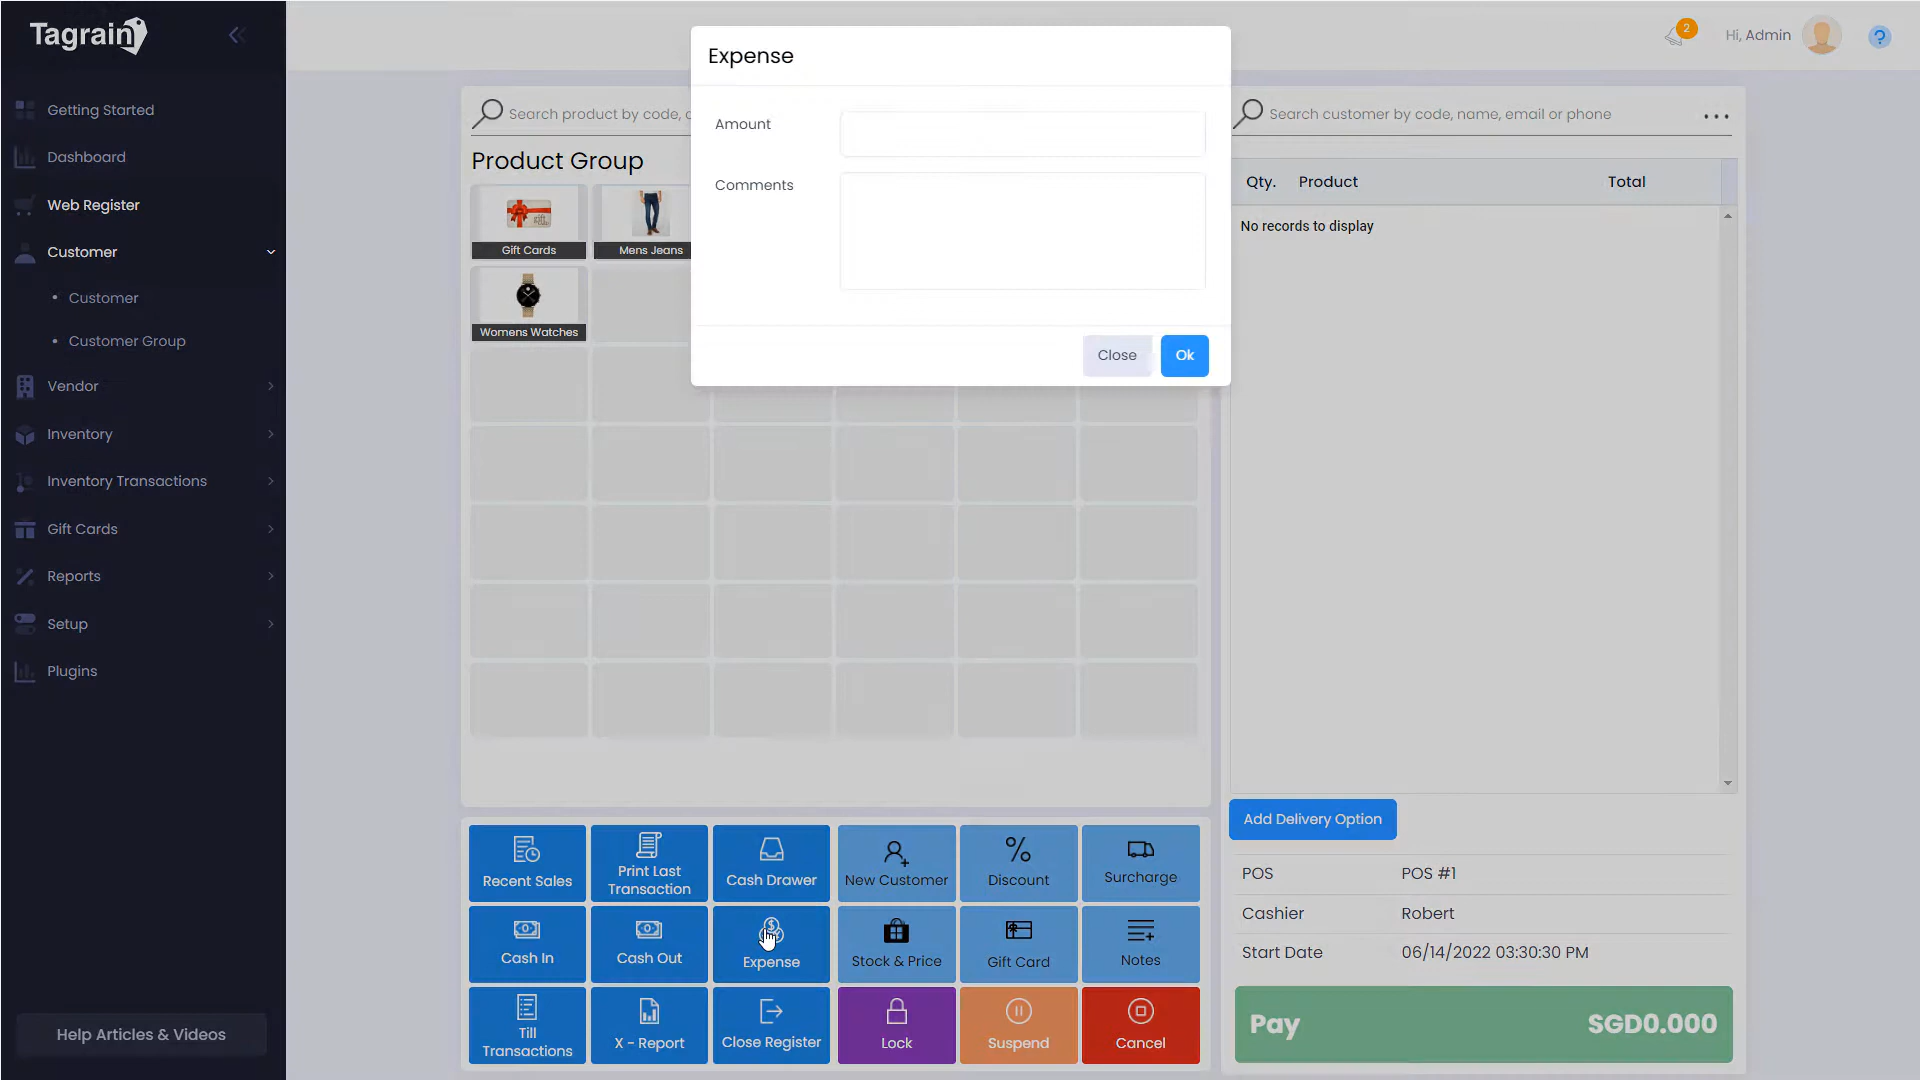 Tagrain
Getting Started
Dashboard
Web Register
Customer
Customer
Customer Group
Vendor
Inventory
Inventory Transactions
Gift Cards
Reports
Setup
Plugins
Help Articles & Videos
2
Hi, Admin
?
Expense
Amount
Comments
Close
Ok
Search product by code,
Product Group
Gift Cards
Mens Jeans
Womens Watches
Search customer by code, name, email or phone
...
Qty.
Product
Total
No records to display
Recent Sales
Print Last
Transaction
Cash Drawer
New Customer
Discount
Surcharge
Cash In
Cash Out
Expense
Stock & Price
Gift Card
Notes
Till
Transactions
X - Report
Close Register
Lock
Suspend
Cancel
Add Delivery Option
POS
POS #1
Cashier
Robert
Start Date
06/14/2022 03:30:30 PM
Pay
SGD0.000